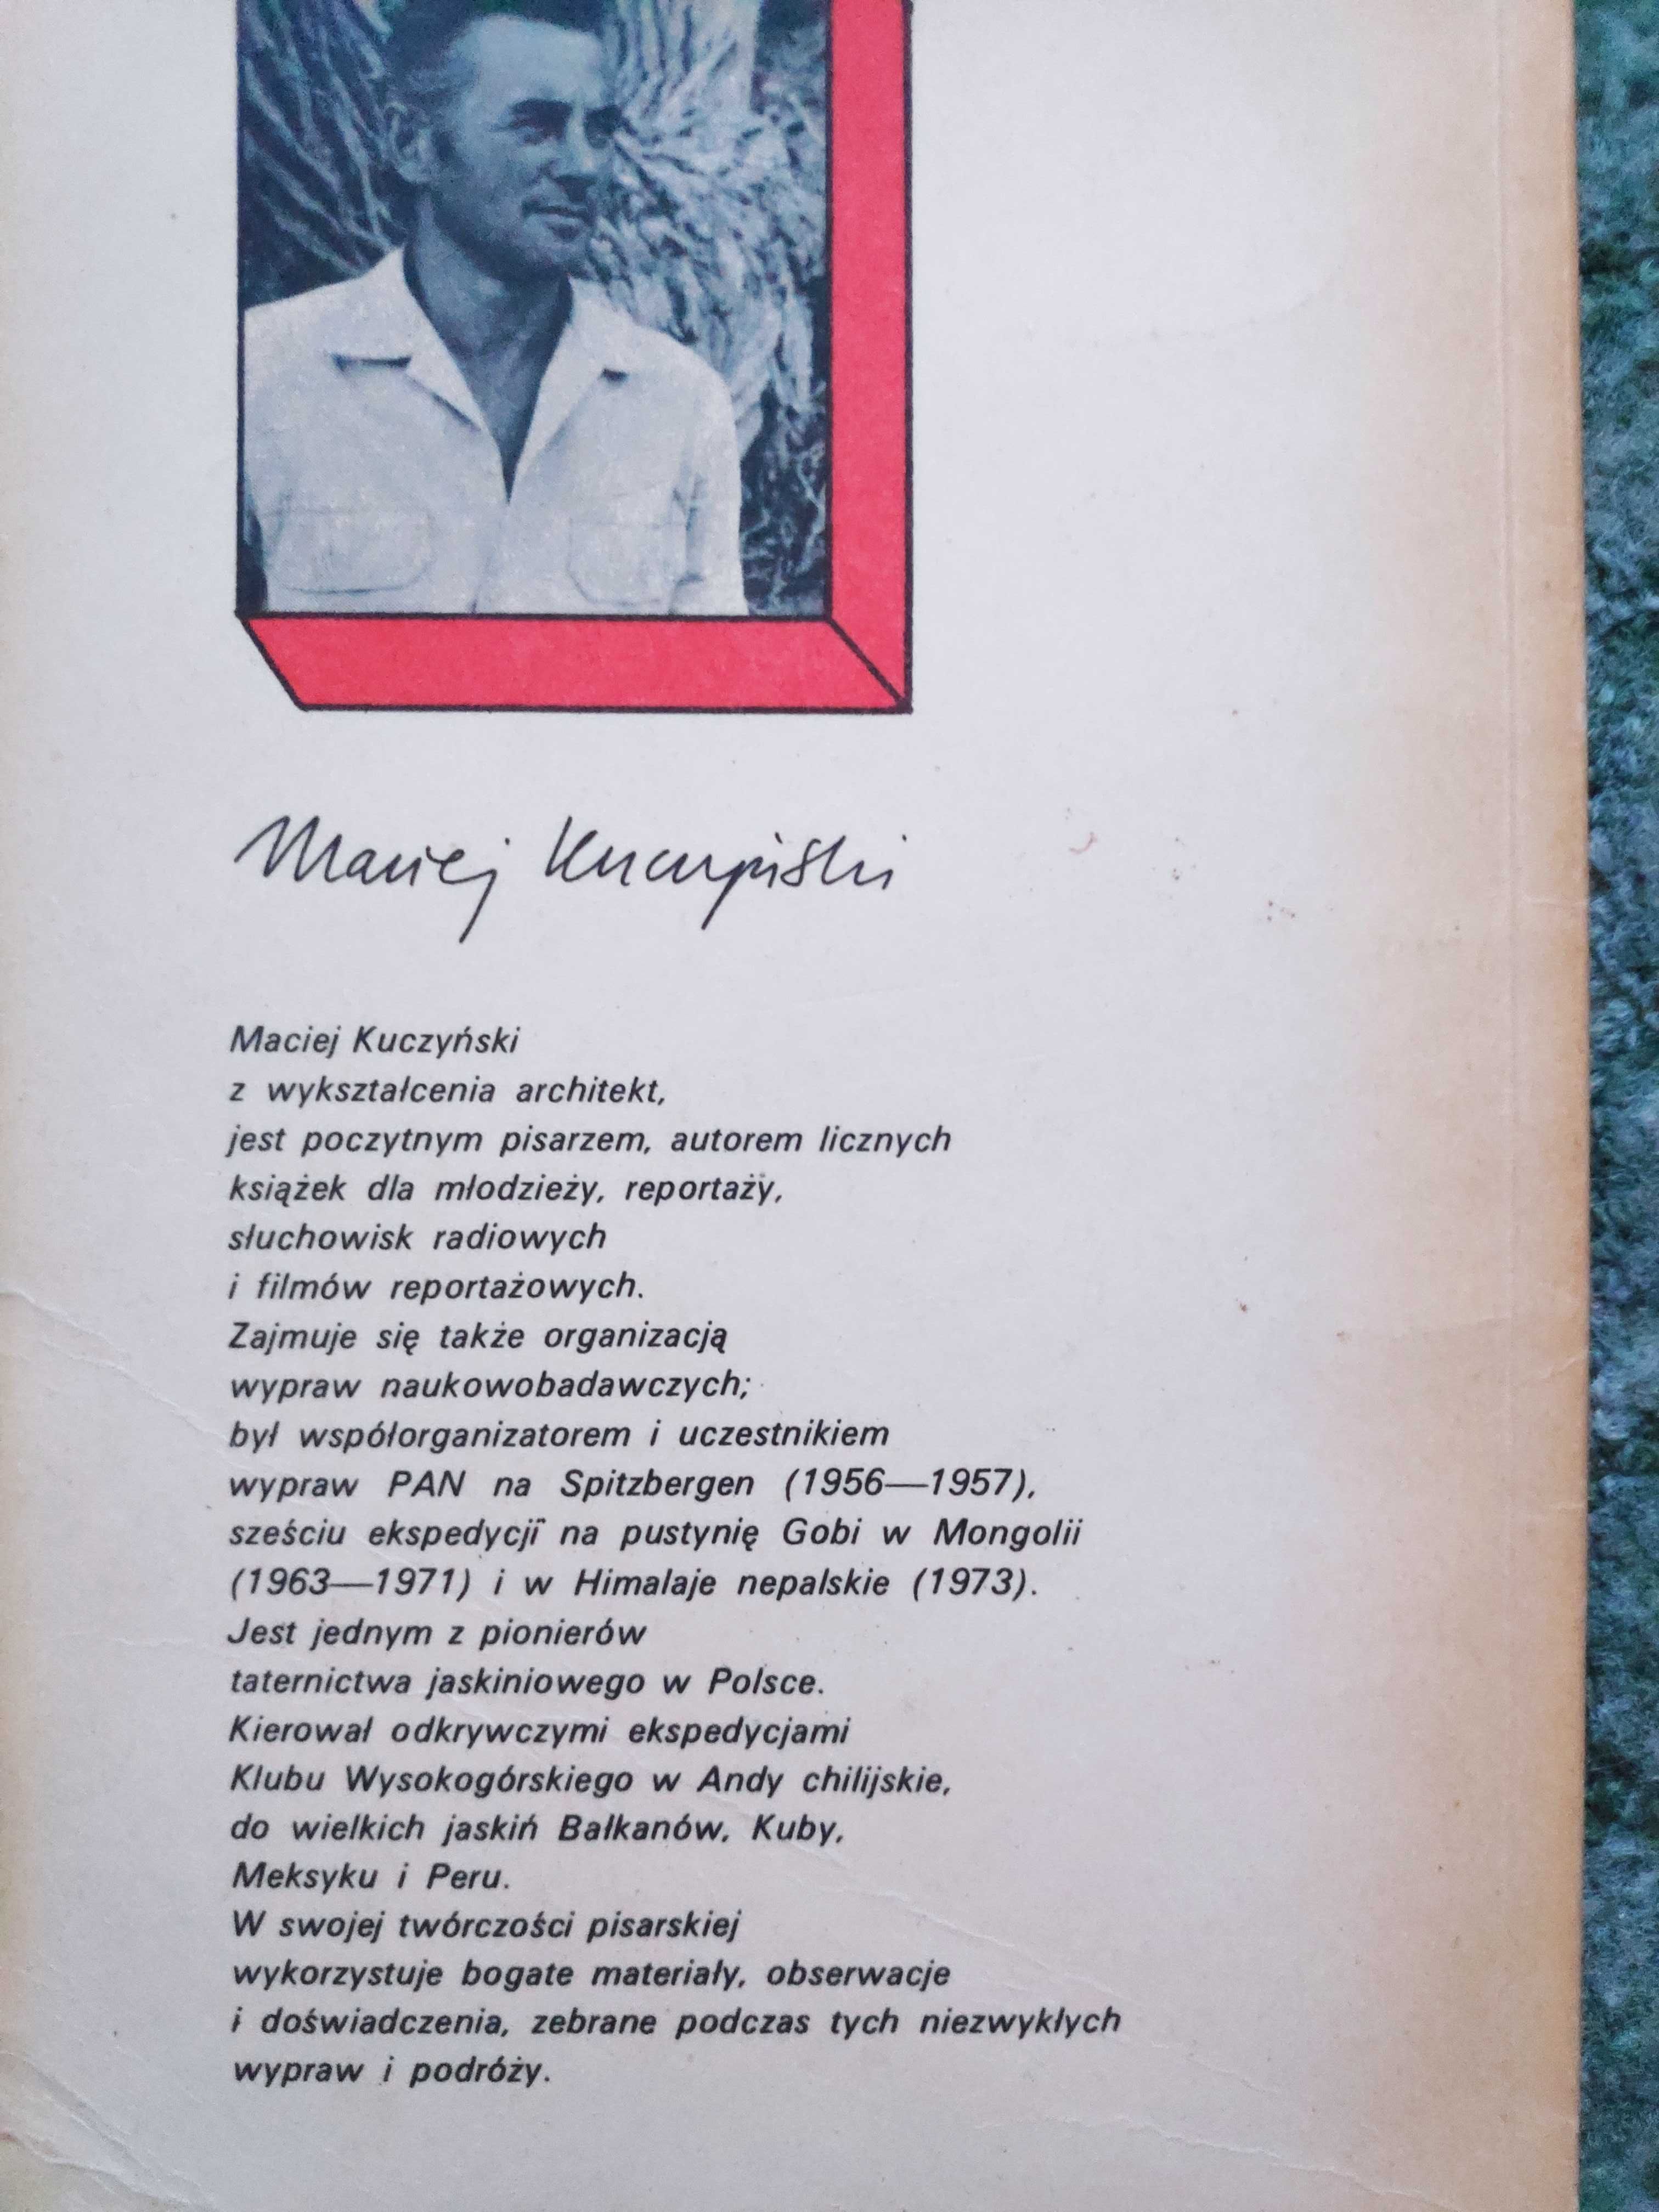 Maciej Kuczyński
Maciej Kuczyński
z wykształcenia architekt,
jest poczytnym pisarzem, autorem licznych
książek dla młodzieży, reportaży,
słuchowisk radiowych
i filmów reportażowych.
Zajmuje się także organizacją
wypraw naukowobadawczych;
był współorganizatorem i uczestnikiem
wypraw PAN na Spitzbergen (1956—1957),
sześciu ekspedycji na pustynię Gobi w Mongolii
(1963—1971) i w Himalaje nepalskie (1973).
Jest jednym z pionierów
taternictwa jaskiniowego w Polsce.
Kierował odkrywczymi ekspedycjami
Klubu Wysokogórskiego w Andy chilijskie,
do wielkich jaskiń Bałkanów, Kuby,
Meksyku i Peru.
W swojej twórczości pisarskiej
wykorzystuje bogate materiały, obserwacje
i doświadczenia, zebrane podczas tych niezwykłych
wypraw i podróży.